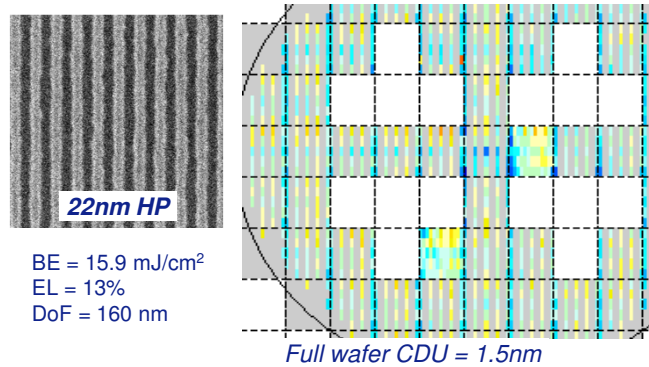 22nm HP
BE = 15.9 mJ/cm²
EL = 13%
DoF = 160 nm
Full wafer CDU = 1.5nm